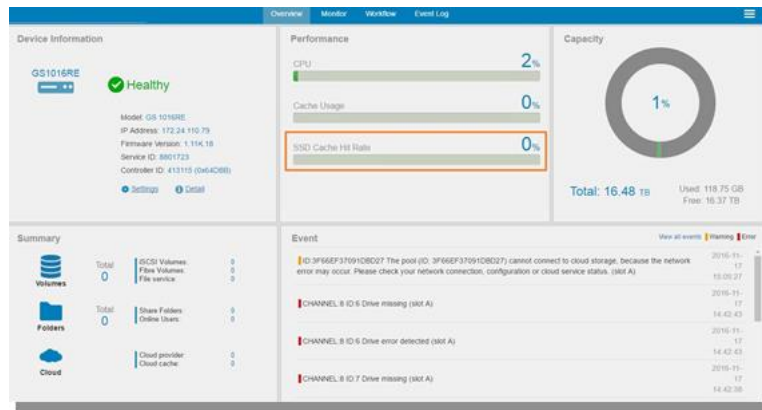 Overview Monitor Workflow Event Log
Device Information
GS1016RE
Healthy
Model: GS 1016RE
IP Address: 172.24.110.79
Firmware Version: 1.11K.18
Service ID: 8801723
Controller ID: 413115 (0x64DBB)
Settings Detail
Performance
CPU 2%
Cache Usage 0%
SSD Cache Hit Rate 0%
Capacity
1%
Total: 16.48 TB
Used: 118.75 GB
Free: 16.37 TB
Summary
Volumes
Total
0
iSCSI Volumes: 0
Fibre Volumes: 0
File service: 0
Folders
Total
0
Share Folders: 0
Online Users: 0
Cloud
Cloud provider: 0
Cloud cache: 0
Event
View all events Warning Error
ID:3F66EF37091DBD27 The pool (ID: 3F66EF37091DBD27) cannot connect to cloud storage, because the network
error may occur. Please check your network connection, configuration or cloud service status. (slot A)
2016-11-
17
15:05:27
CHANNEL:8 ID:6 Drive missing (slot A)
2016-11-
17
14:42:43
CHANNEL:8 ID:6 Drive error detected (slot A)
2016-11-
17
14:42:43
CHANNEL:8 ID:7 Drive missing (slot A)
2016-11-
17
14:42:38